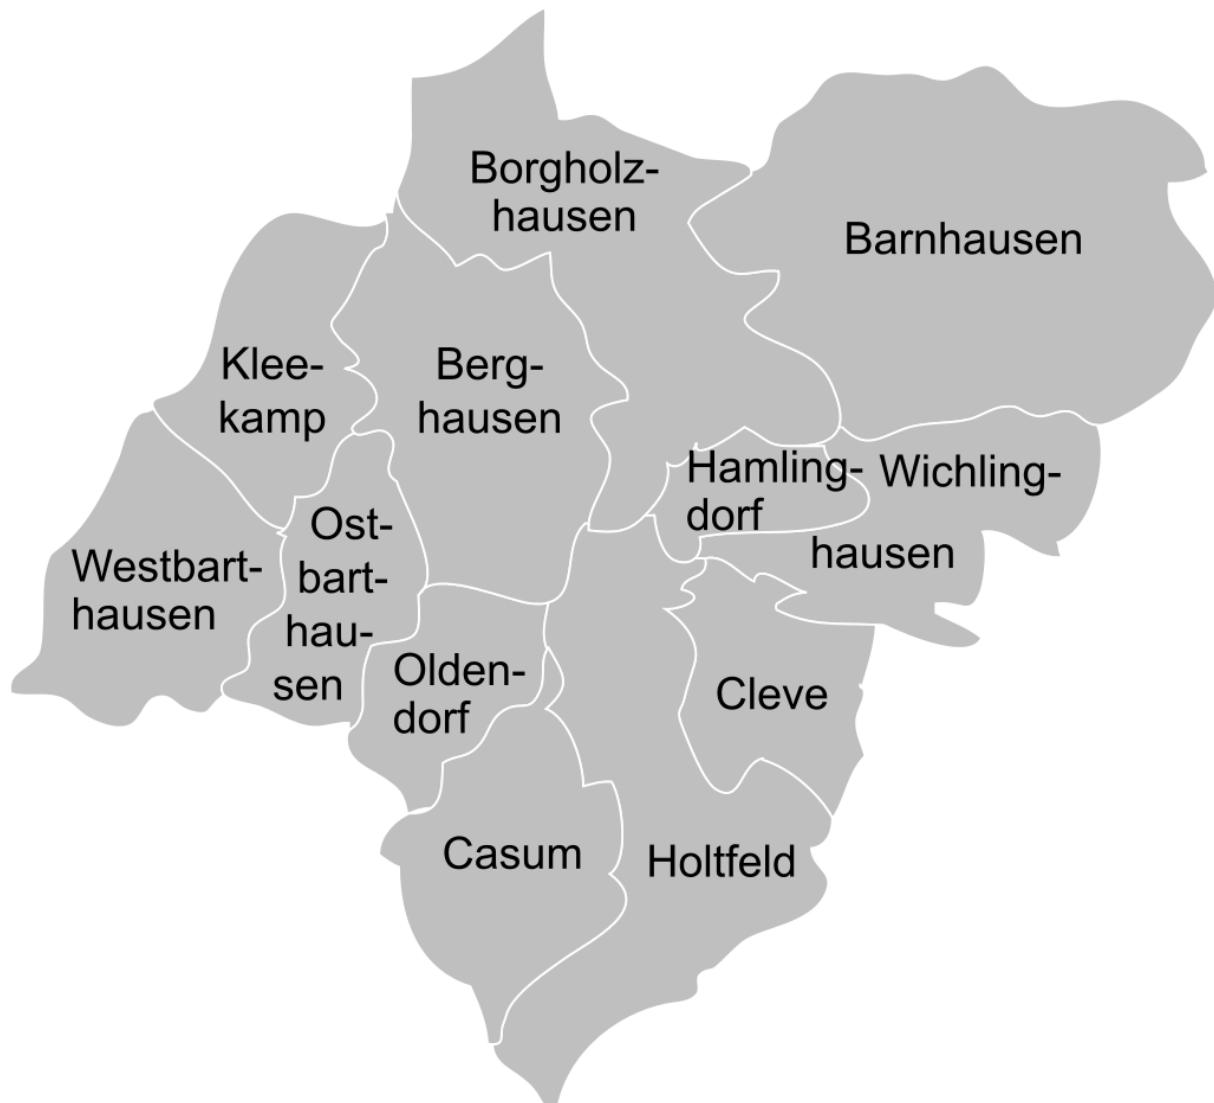 Borgholz-
hausen
Barnhausen
Klee-
kamp
Berg-
hausen
Hamling-
dorf
Wichling-
hausen
Westbart-
hausen
Ost-
bart-
hau-
sen
Olden-
dorf
Cleve
Casum
Holtfeld